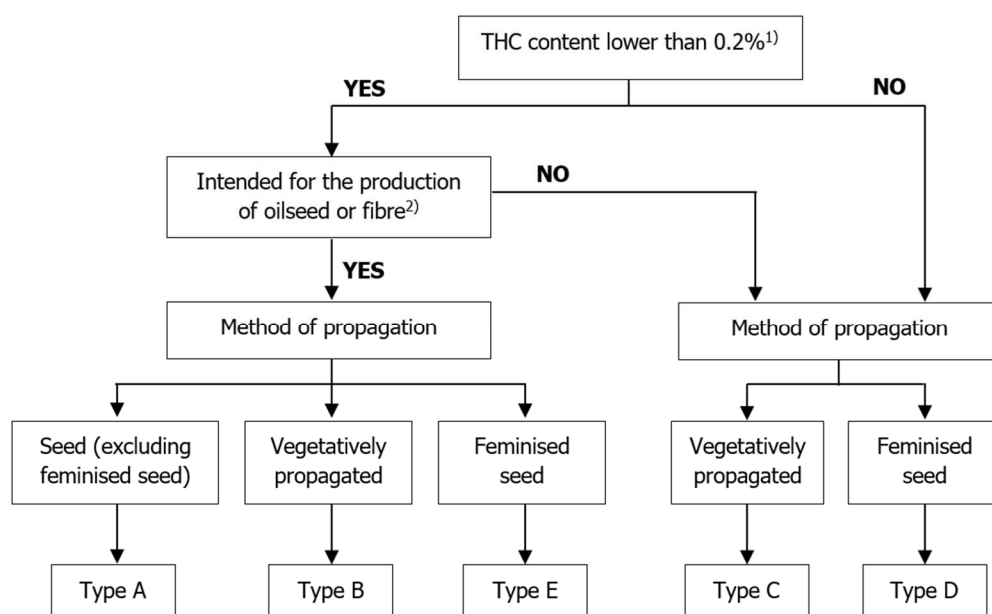 THC content lower than 0.2%1)
YES
NO
Intended for the production
of oilseed or fibre2)
NO
YES
Method of propagation
Method of propagation
Seed (excluding
feminised seed)
Vegetatively
propagated
Feminised
seed
Vegetatively
propagated
Feminised
seed
Type A
Type B
Type E
Type C
Type D